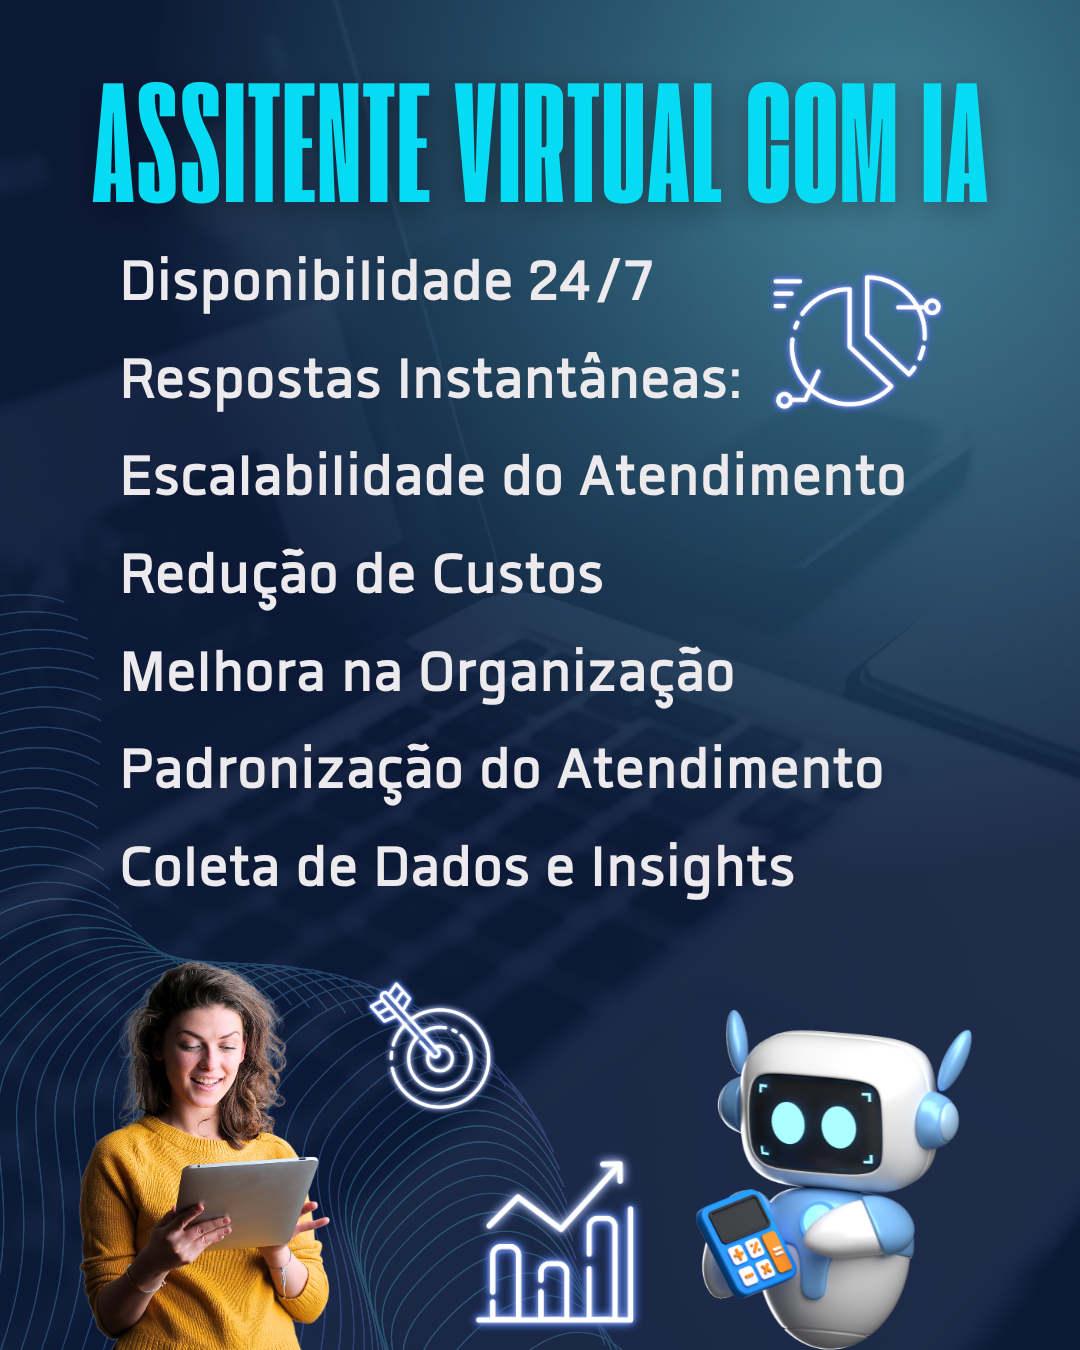 ASSITENTE VIRTUAL COM IA
Disponibilidade 24/7
Respostas Instantâneas:
Escalabilidade do Atendimento
Redução de Custos
Melhora na Organização
Padronização do Atendimento
Coleta de Dados e Insights